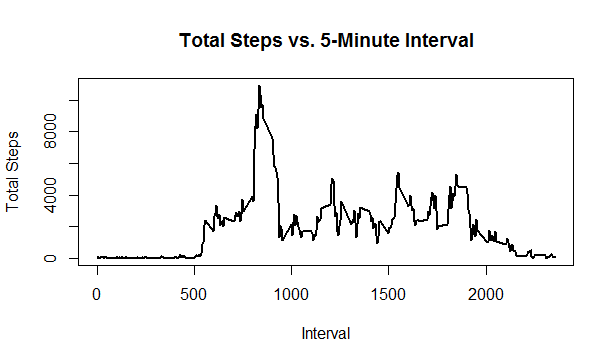 Total Steps vs. 5-Minute Interval
Total Steps
8000
4000
0
0 500 1000 1500 2000
Interval